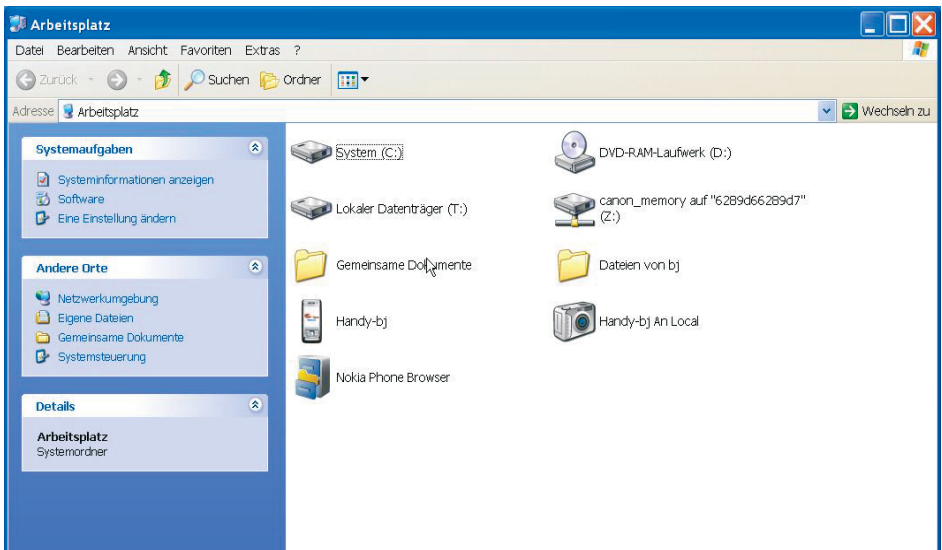 Arbeitsplatz
Datei Bearbeiten Ansicht Favoriten Extras ?
Zurück Suchen Ordner
Adresse Arbeitsplatz Wechseln zu
Systemaufgaben
Systeminformationen anzeigen
Software
Eine Einstellung ändern
Andere Orte
Netzwerkumgebung
Eigene Dateien
Gemeinsame Dokumente
Systemsteuerung
Details
Arbeitsplatz
Systemordner
System (C:)
DVD-RAM-Laufwerk (D:)
Lokaler Datenträger (T:)
canon_memory auf "6289d66289d7"
(Z:)
Gemeinsame Dokumente
Dateien von bj
Handy-bj
Handy-bj An Local
Nokia Phone Browser